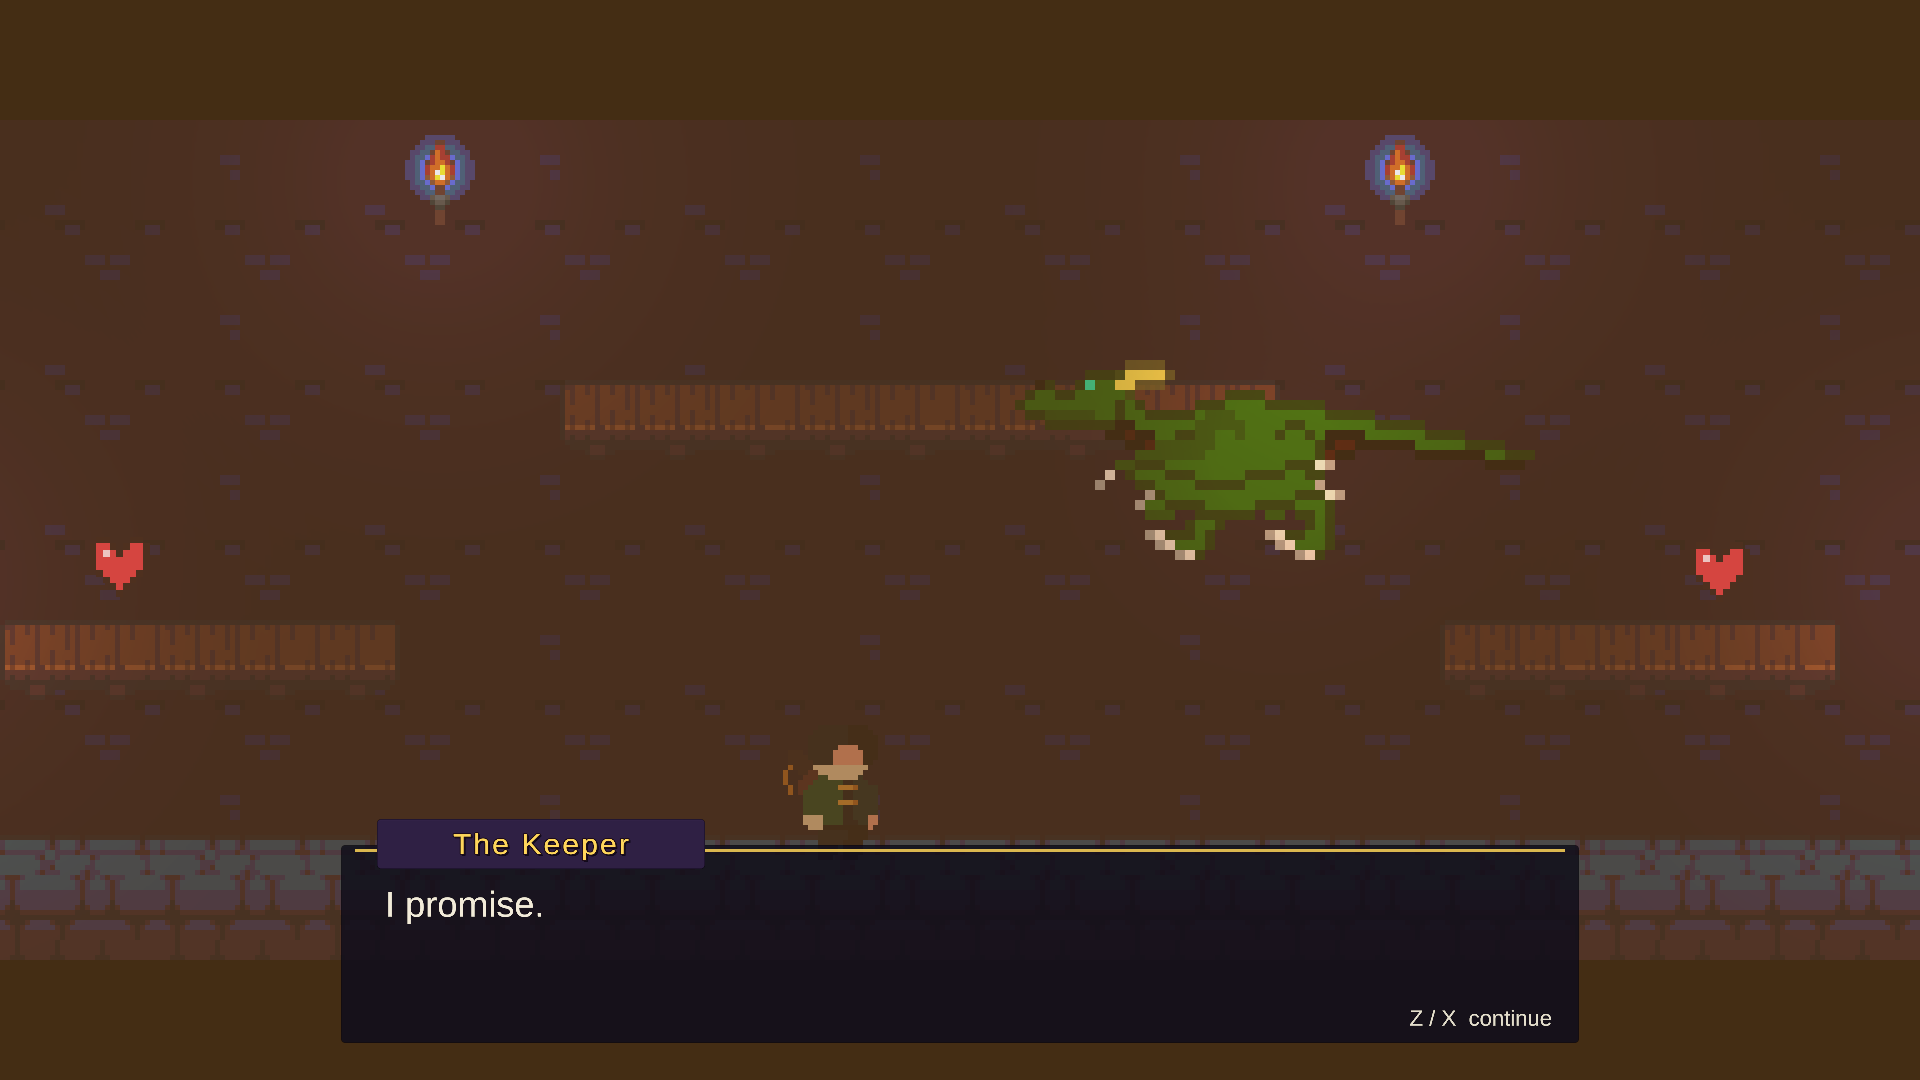 The Keeper
I promise.
Z / X continue